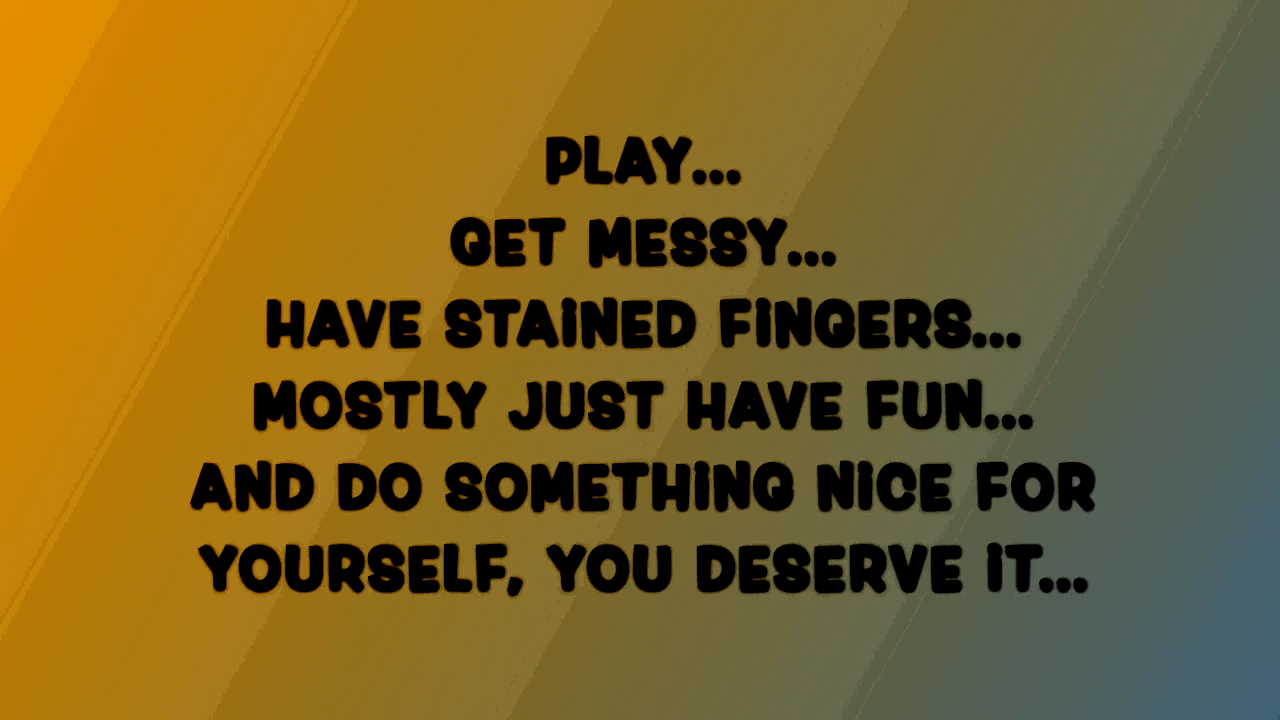 PLAY...
GET MESSY...
HAVE STAINED FINGERS...
MOSTLY JUST HAVE FUN...
AND DO SOMETHING NICE FOR
YOURSELF, YOU DESERVE IT...